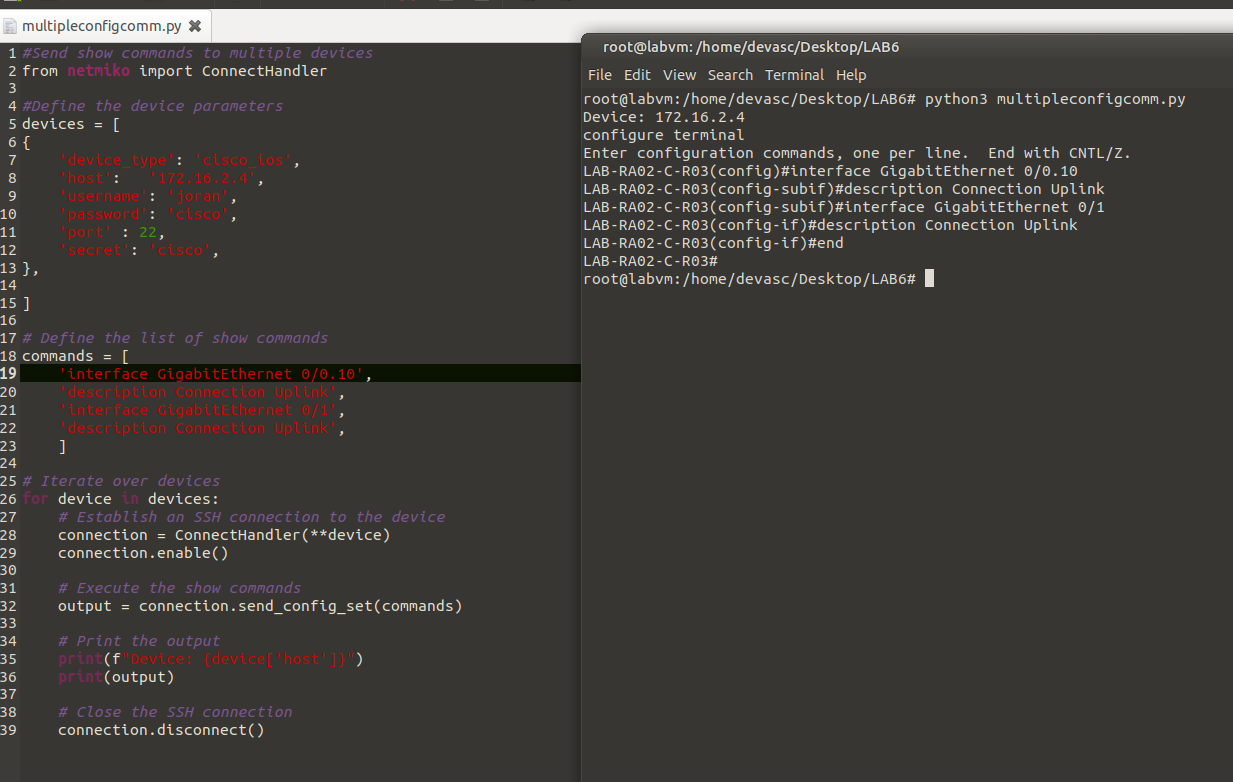 multipleconfigcomm.py
1 #Send show commands to multiple devices
2 from netmiko import ConnectHandler
3
4 #Define the device parameters
5 devices = [
6 {
7     'device_type': 'cisco_ios',
8     'host':   '172.16.2.4',
9     'username': 'joran',
10     'password': 'cisco',
11     'port' : 22,
12     'secret': 'cisco',
13 },
14
15 ]
16
17 # Define the list of show commands
18 commands = [
19     'interface GigabitEthernet 0/0.10',
20     'description Connection Uplink',
21     'interface GigabitEthernet 0/1',
22     'description Connection Uplink',
23     ]
24
25 # Iterate over devices
26 for device in devices:
27     # Establish an SSH connection to the device
28     connection = ConnectHandler(**device)
29     connection.enable()
30
31     # Execute the show commands
32     output = connection.send_config_set(commands)
33
34     # Print the output
35     print(f"Device: {device['host']}")
36     print(output)
37
38     # Close the SSH connection
39     connection.disconnect()
root@labvm: /home/devasc/Desktop/LAB6
File Edit View Search Terminal Help
root@labvm:/home/devasc/Desktop/LAB6# python3 multipleconfigcomm.py
Device: 172.16.2.4
configure terminal
Enter configuration commands, one per line.  End with CNTL/Z.
LAB-RA02-C-R03(config)#interface GigabitEthernet 0/0.10
LAB-RA02-C-R03(config-subif)#description Connection Uplink
LAB-RA02-C-R03(config-subif)#interface GigabitEthernet 0/1
LAB-RA02-C-R03(config-if)#description Connection Uplink
LAB-RA02-C-R03(config-if)#end
LAB-RA02-C-R03#
root@labvm:/home/devasc/Desktop/LAB6#